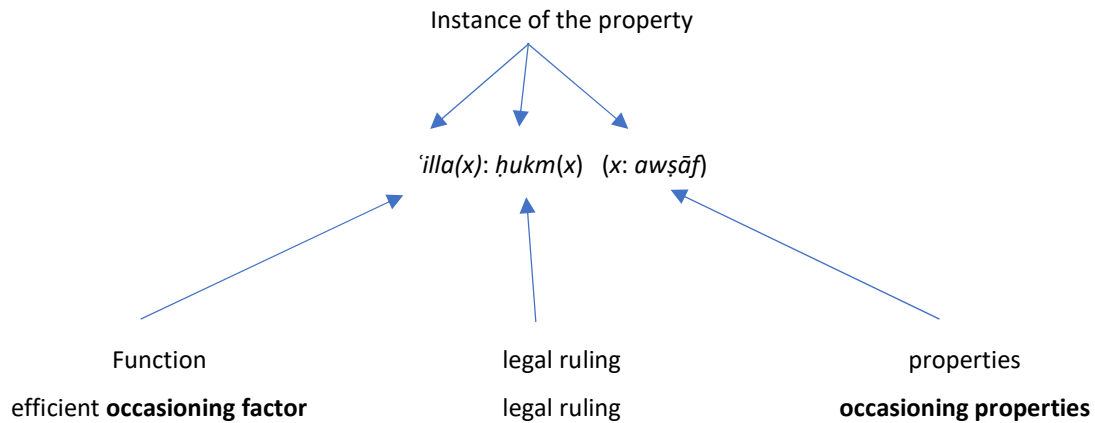 Instance of the property
ʿilla(x): ḥukm(x) (x: awṣāf)
Function legal ruling properties
efficient occasioning factor legal ruling occasioning properties